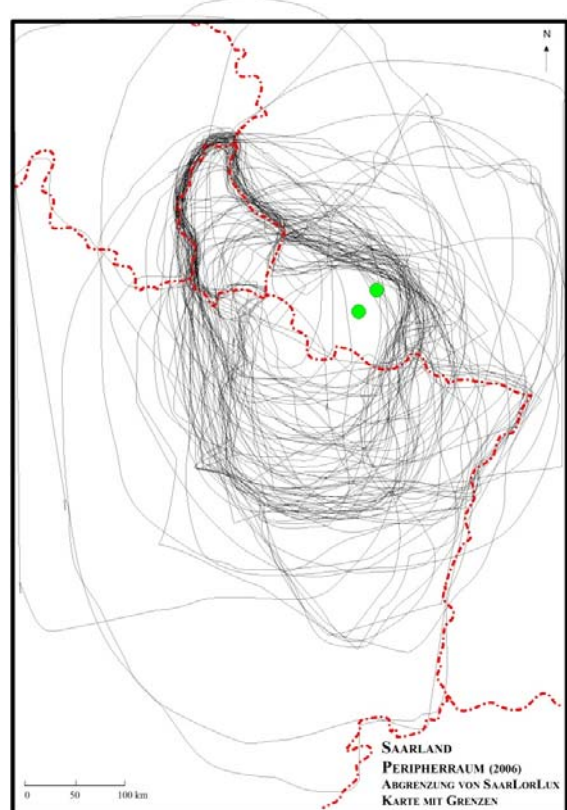 N
SAARLAND
PERIPHERRAUM (2006)
ABGRENZUNG VON SAARLORLUX
KARTE MIT GRENZEN
0 50 100 km